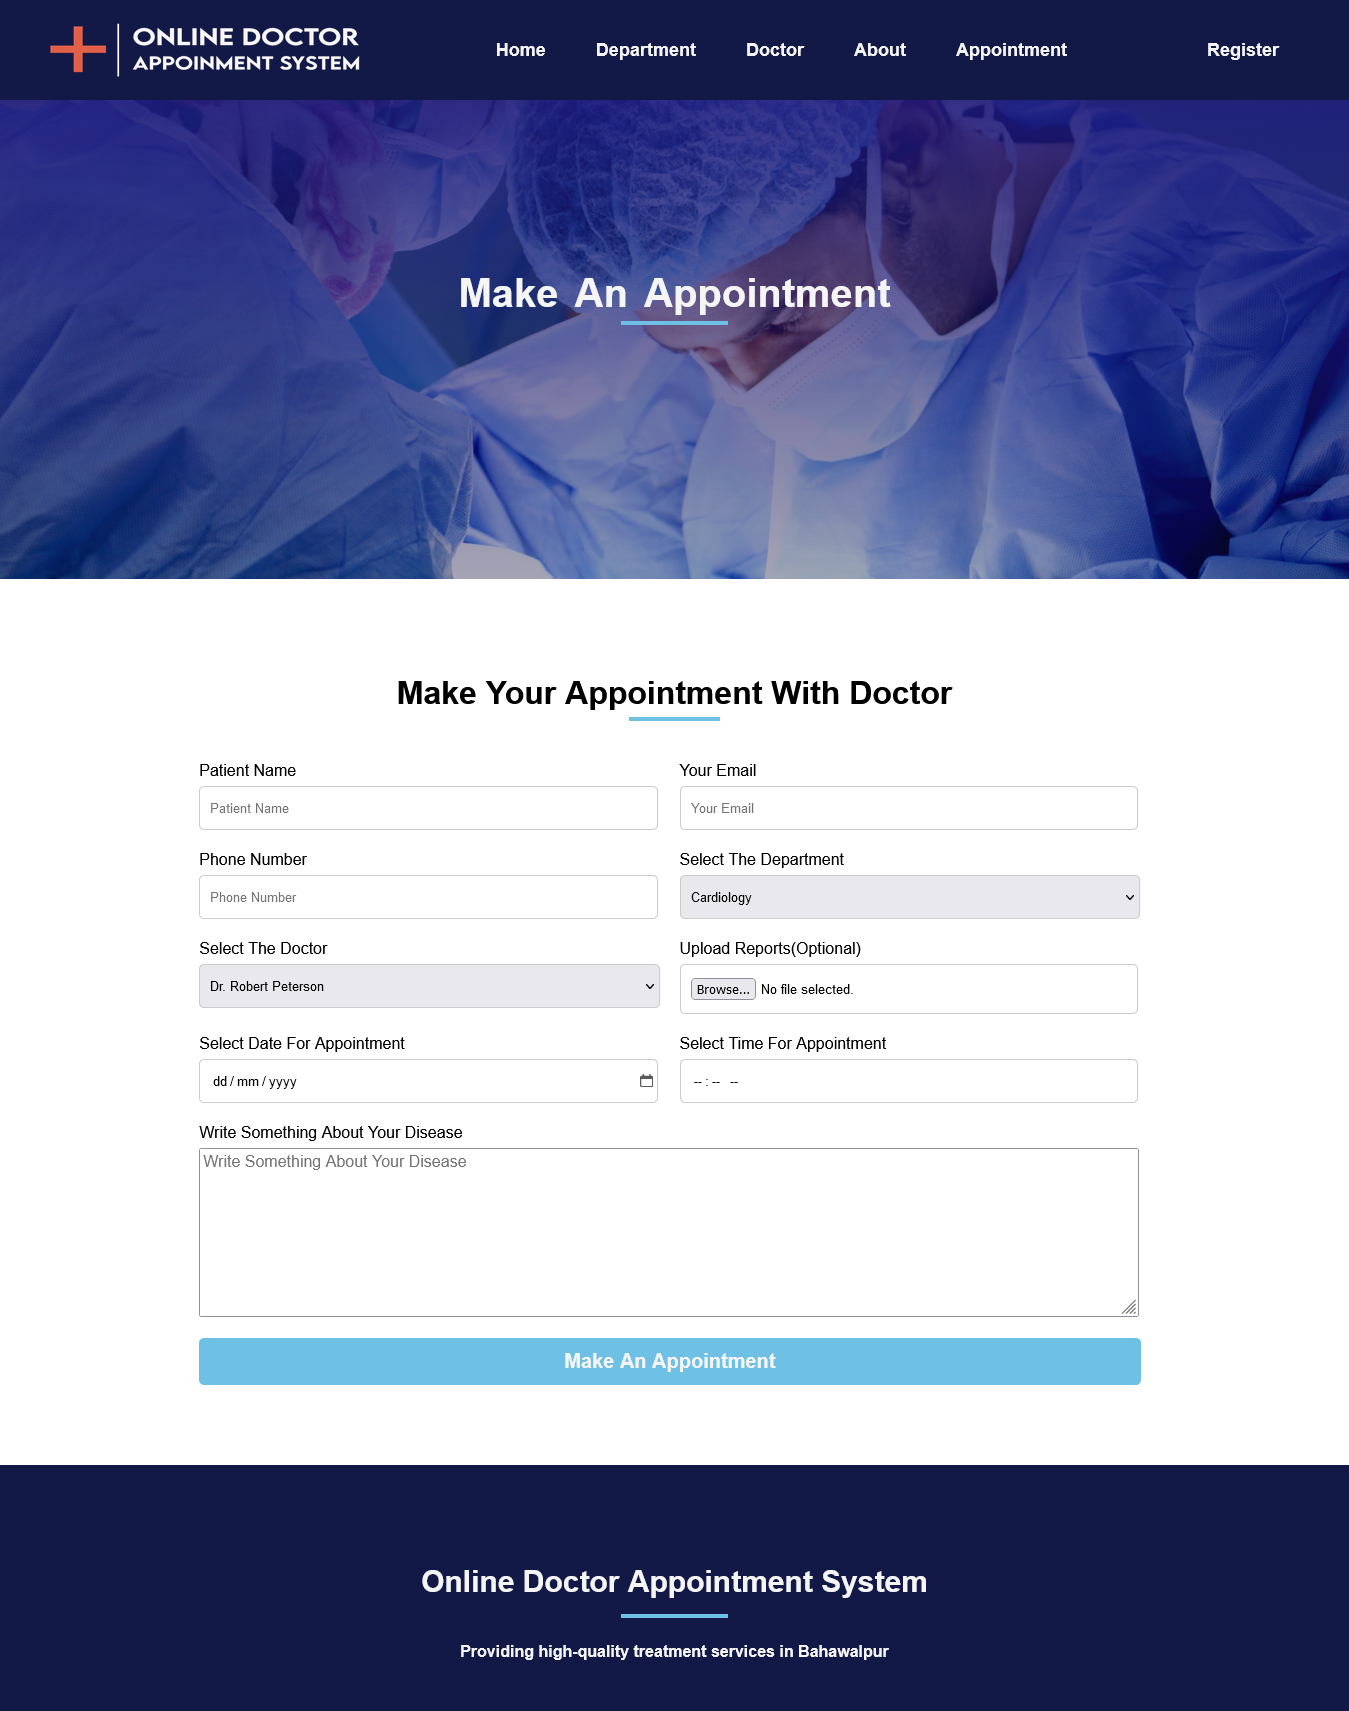 ONLINE DOCTOR
APPOINMENT SYSTEM
Home Department Doctor About Appointment Register
Make An Appointment
Make Your Appointment With Doctor
Patient Name Your Email
Patient Name Your Email
Phone Number Select The Department
Phone Number Cardiology
Select The Doctor Upload Reports(Optional)
Dr. Robert Peterson Browse... No file selected.
Select Date For Appointment Select Time For Appointment
dd / mm / yyyy -- : -- --
Write Something About Your Disease
Write Something About Your Disease
Make An Appointment
Online Doctor Appointment System
Providing high-quality treatment services in Bahawalpur